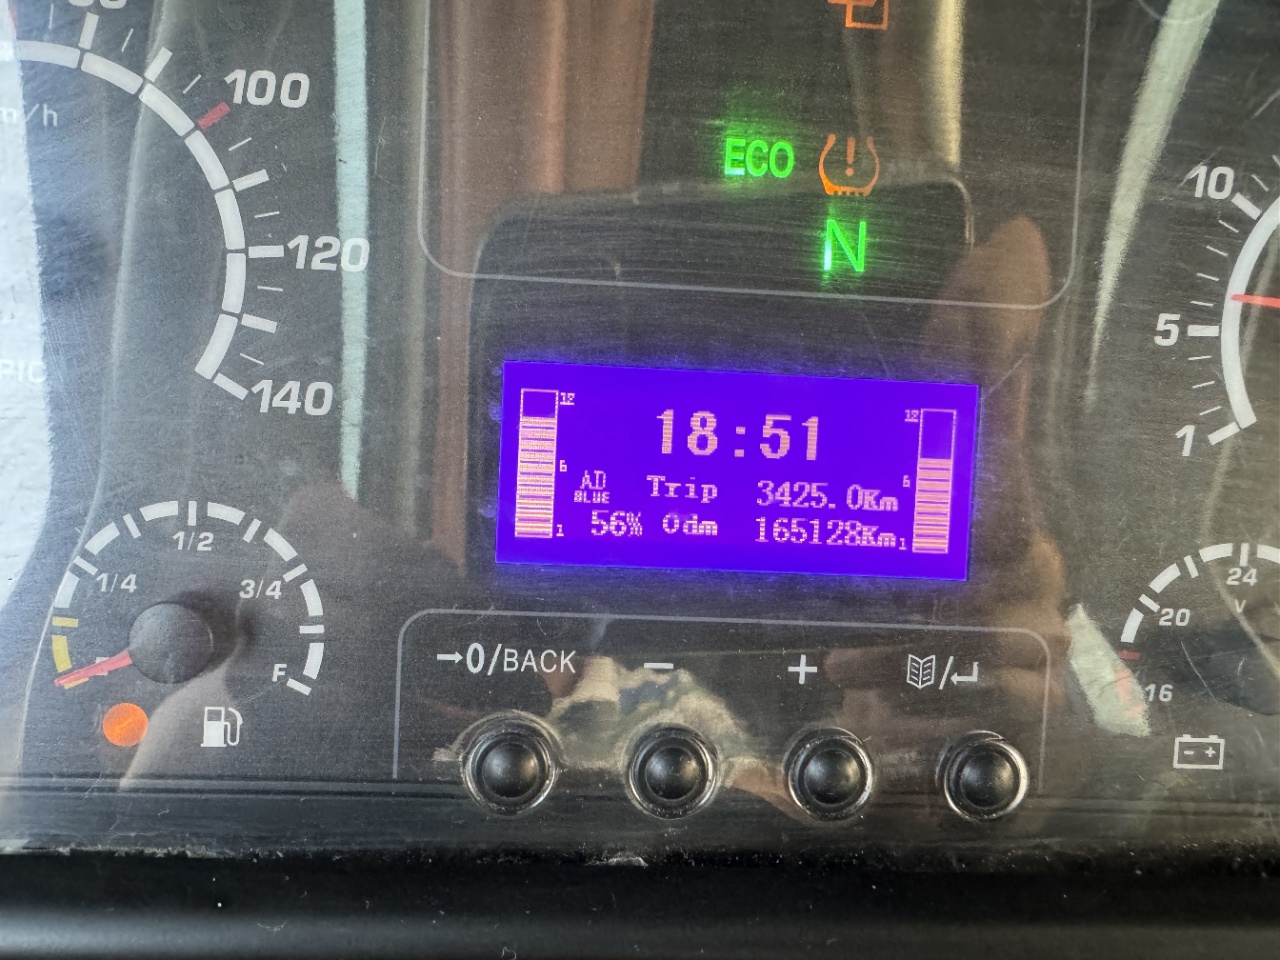 100
ECO
10
N
120
5
140
12
18:51
12
1
6
AD
BLUE
Trip
3425.0Km
6
1/2
56%
Odm
165128Km
1
1
24
1/4
3/4
V
20
→0/BACK
−
+
F
16
- +